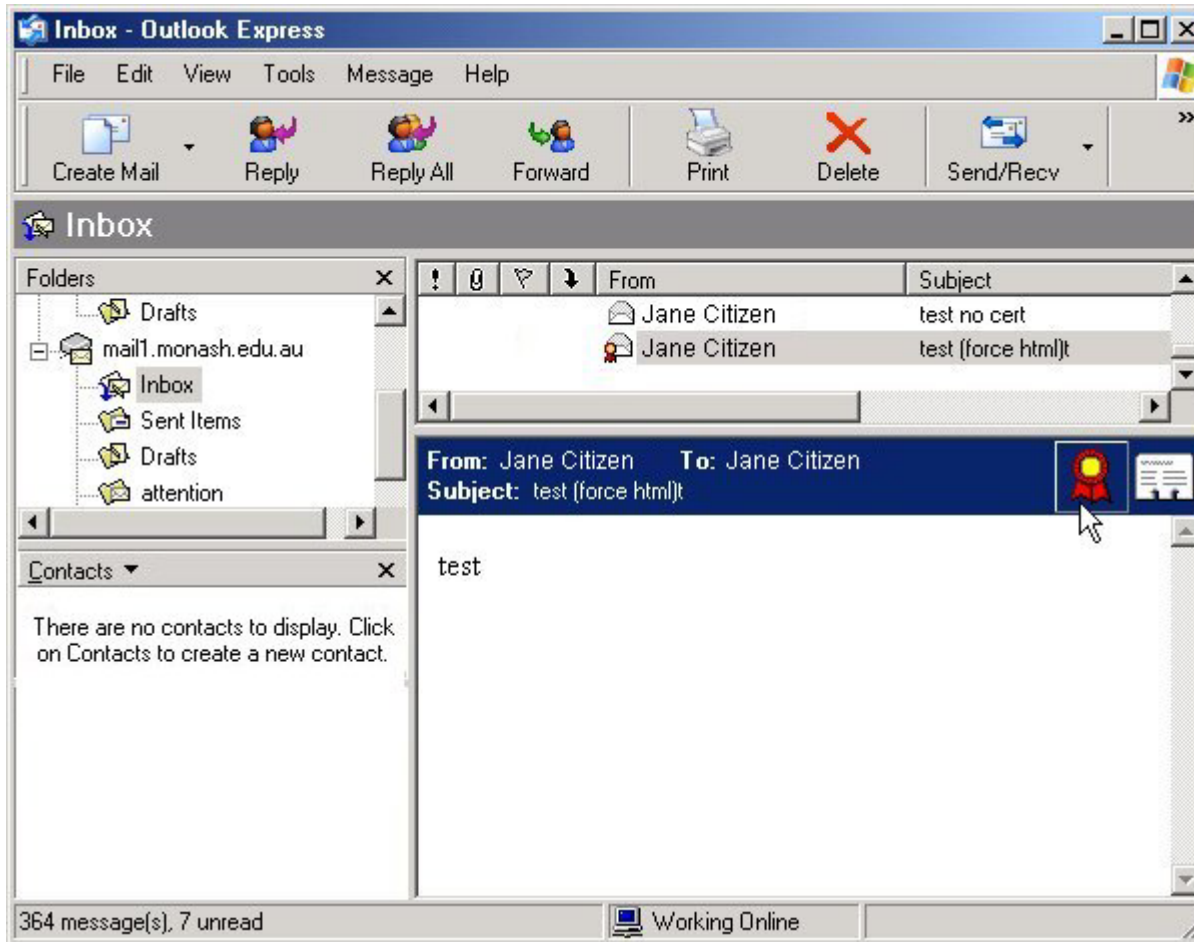 Inbox - Outlook Express
File Edit View Tools Message Help
Create Mail Reply Reply All Forward Print Delete Send/Recv
Inbox
Folders
Drafts
mail1.monash.edu.au
Inbox
Sent Items
Drafts
attention
Contacts
There are no contacts to display. Click
on Contacts to create a new contact.
From Subject
Jane Citizen test no cert
Jane Citizen test (force html)t
From: Jane Citizen To: Jane Citizen
Subject: test (force html)t
test
364 message(s), 7 unread Working Online